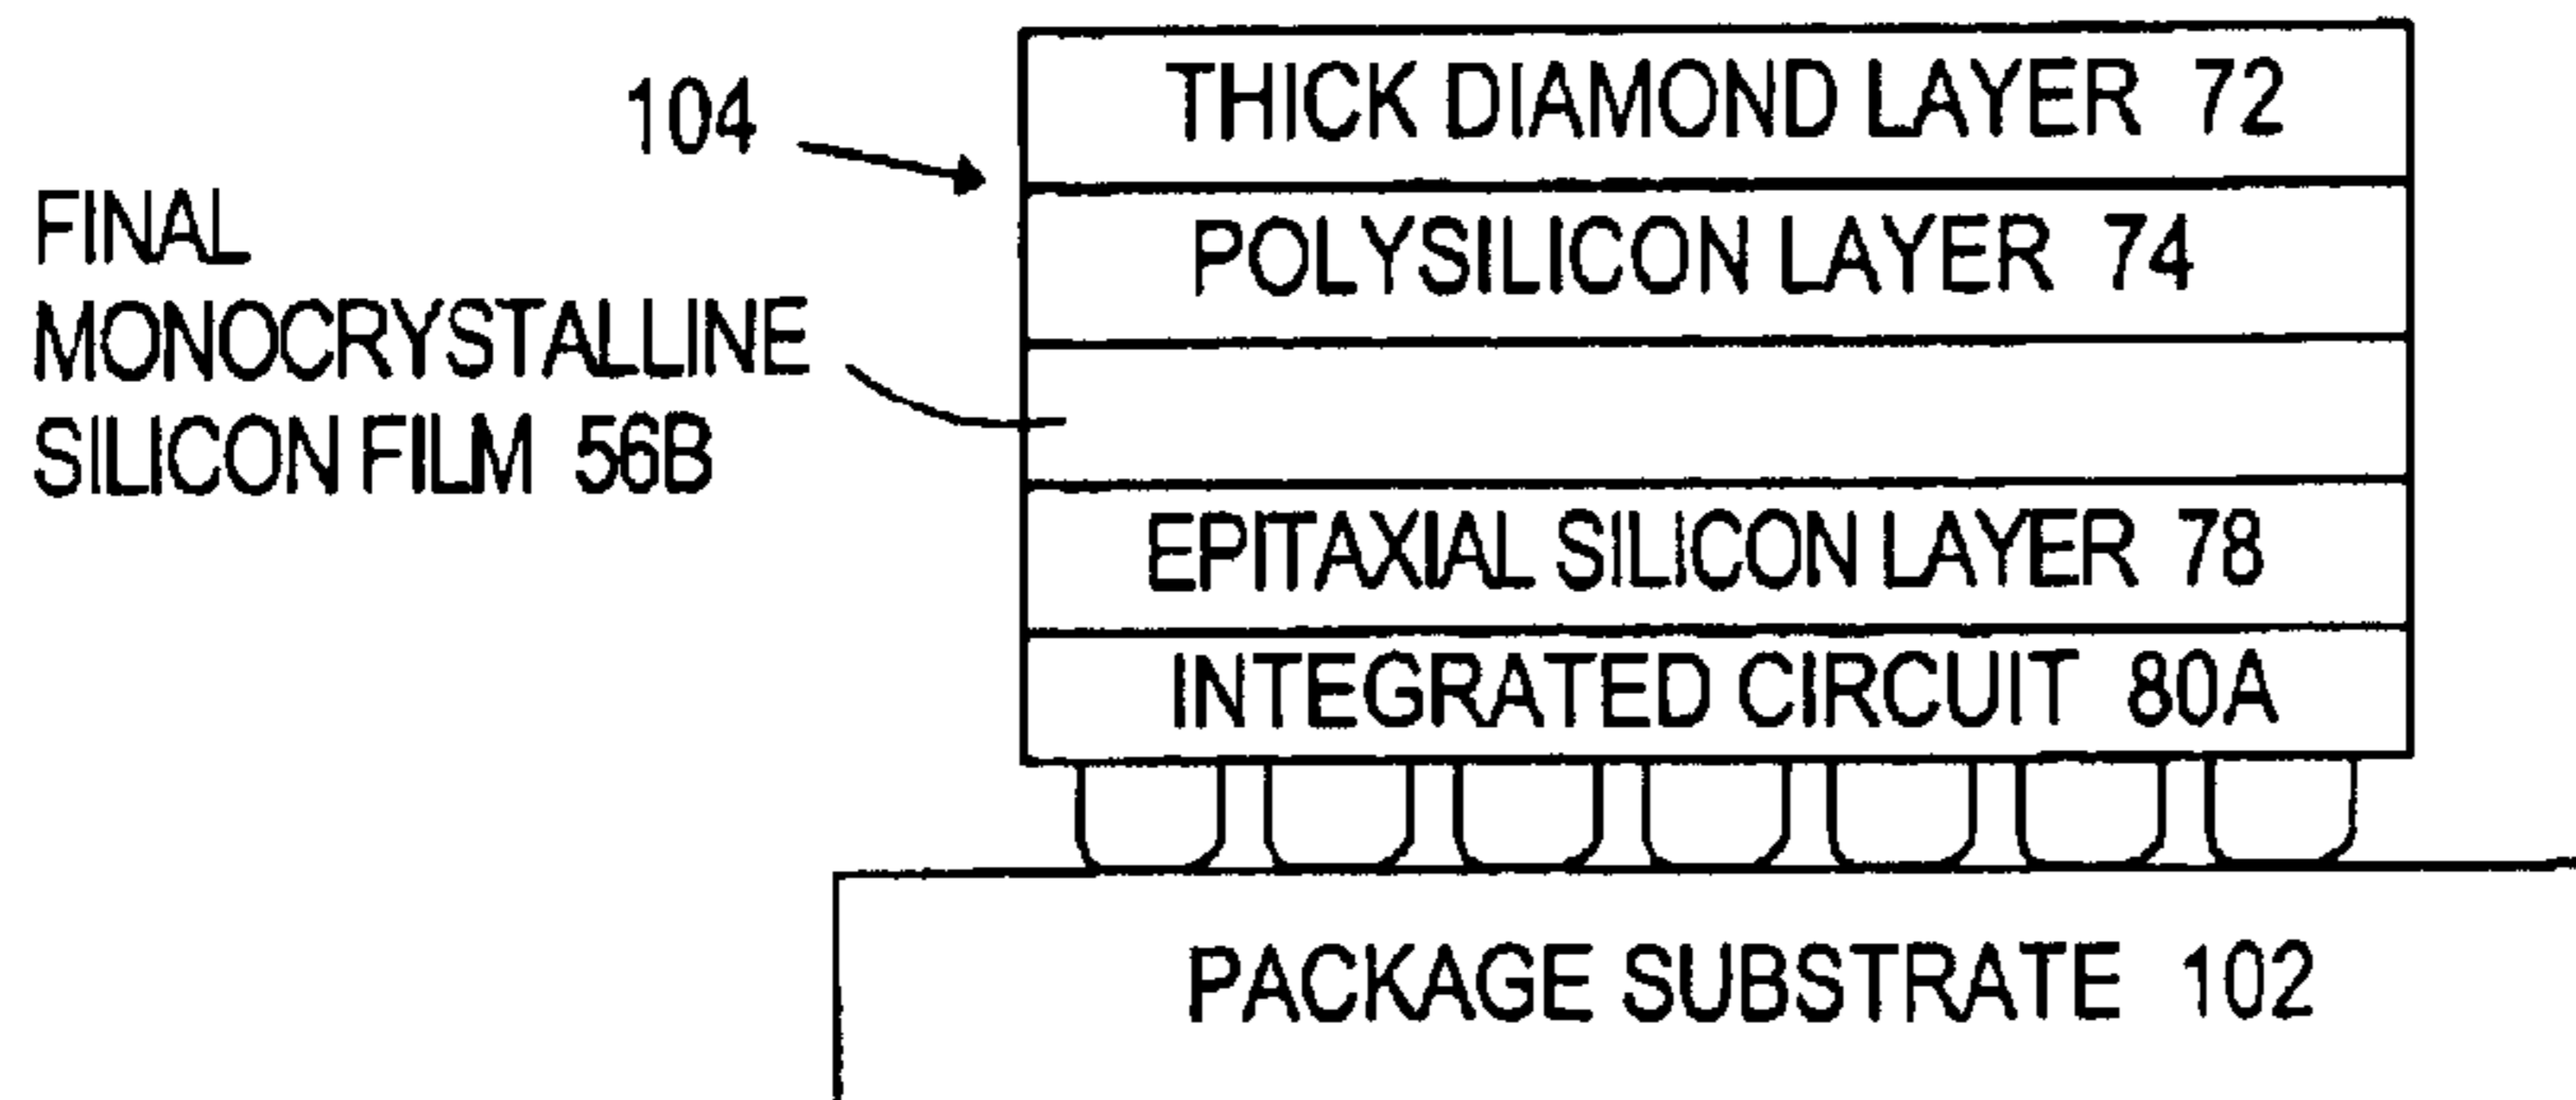 104
FINAL
MONOCRYSTALLINE
SILICON FILM 56B
THICK DIAMOND LAYER 72
POLYSILICON LAYER 74
EPITAXIAL SILICON LAYER 78
INTEGRATED CIRCUIT 80A
PACKAGE SUBSTRATE 102